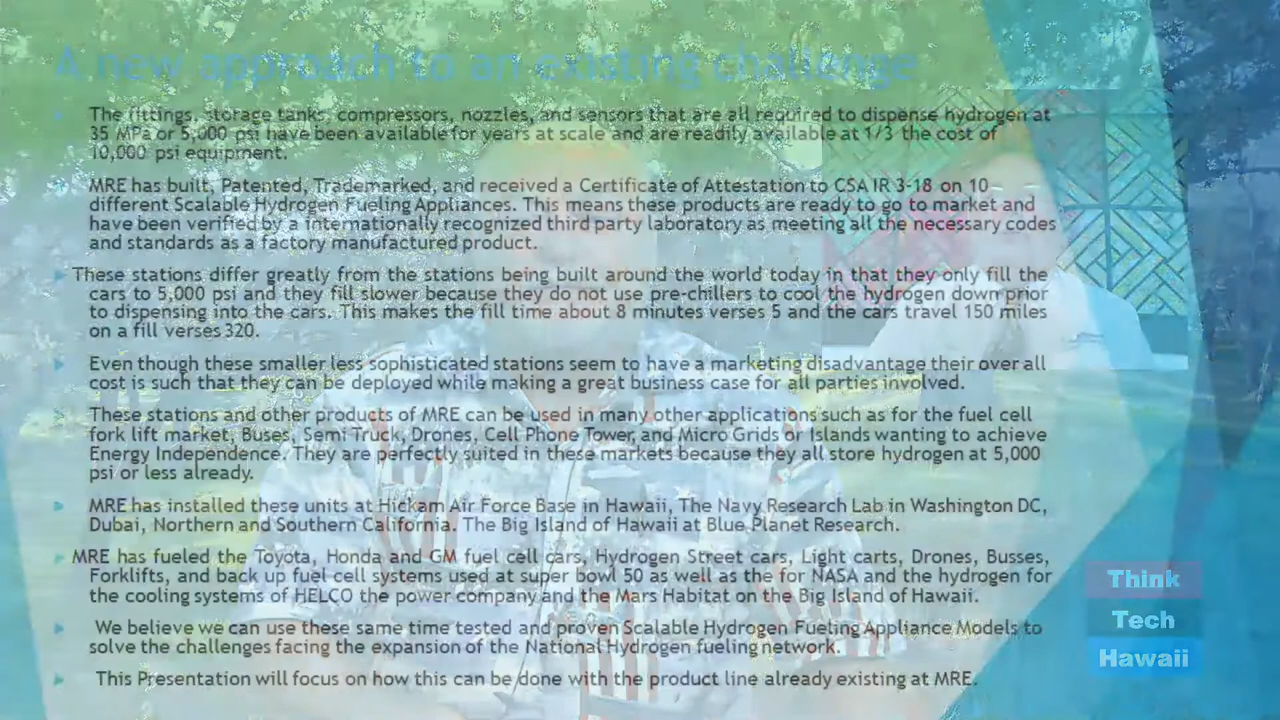 A new approach to an existing challenge
The fittings, storage tanks, compressors, nozzles, and sensors that are all required to dispense hydrogen at
35 MPa or 5,000 psi have been available for years at scale and are readily available at 1/3 the cost of
10,000 psi equipment.
MRE has built, Patented, Trademarked, and received a Certificate of Attestation to CSA IR 3-18 on 10
different Scalable Hydrogen Fueling Appliances. This means these products are ready to go to market and
have been verified by a internationally recognized third party laboratory as meeting all the necessary codes
and standards as a factory manufactured product.
These stations differ greatly from the stations being built around the world today in that they only fill the
cars to 5,000 psi and they fill slower because they do not use pre-chillers to cool the hydrogen down prior
to dispensing into the cars. This makes the fill time about 8 minutes verses 5 and the cars travel 150 miles
on a fill verses 320.
Even though these smaller less sophisticated stations seem to have a marketing disadvantage their over all
cost is such that they can be deployed while making a great business case for all parties involved.
These stations and other products of MRE can be used in many other applications such as for the fuel cell
fork lift market, Buses, Semi Truck, Drones, Cell Phone Tower, and Micro Grids or Islands wanting to achieve
Energy Independence. They are perfectly suited in these markets because they all store hydrogen at 5,000
psi or less already.
MRE has installed these units at Hickam Air Force Base in Hawaii, The Navy Research Lab in Washington DC,
Dubai, Northern and Southern California. The Big Island of Hawaii at Blue Planet Research.
MRE has fueled the Toyota, Honda and GM fuel cell cars, Hydrogen Street cars, Light carts, Drones, Busses,
Forklifts, and back up fuel cell systems used at super bowl 50 as well as the for NASA and the hydrogen for
the cooling systems of HELCO the power company and the Mars Habitat on the Big Island of Hawaii.
We believe we can use these same time tested and proven Scalable Hydrogen Fueling Appliance Models to
solve the challenges facing the expansion of the National Hydrogen fueling network.
This Presentation will focus on how this can be done with the product line already existing at MRE.
Think
Tech
Hawaii